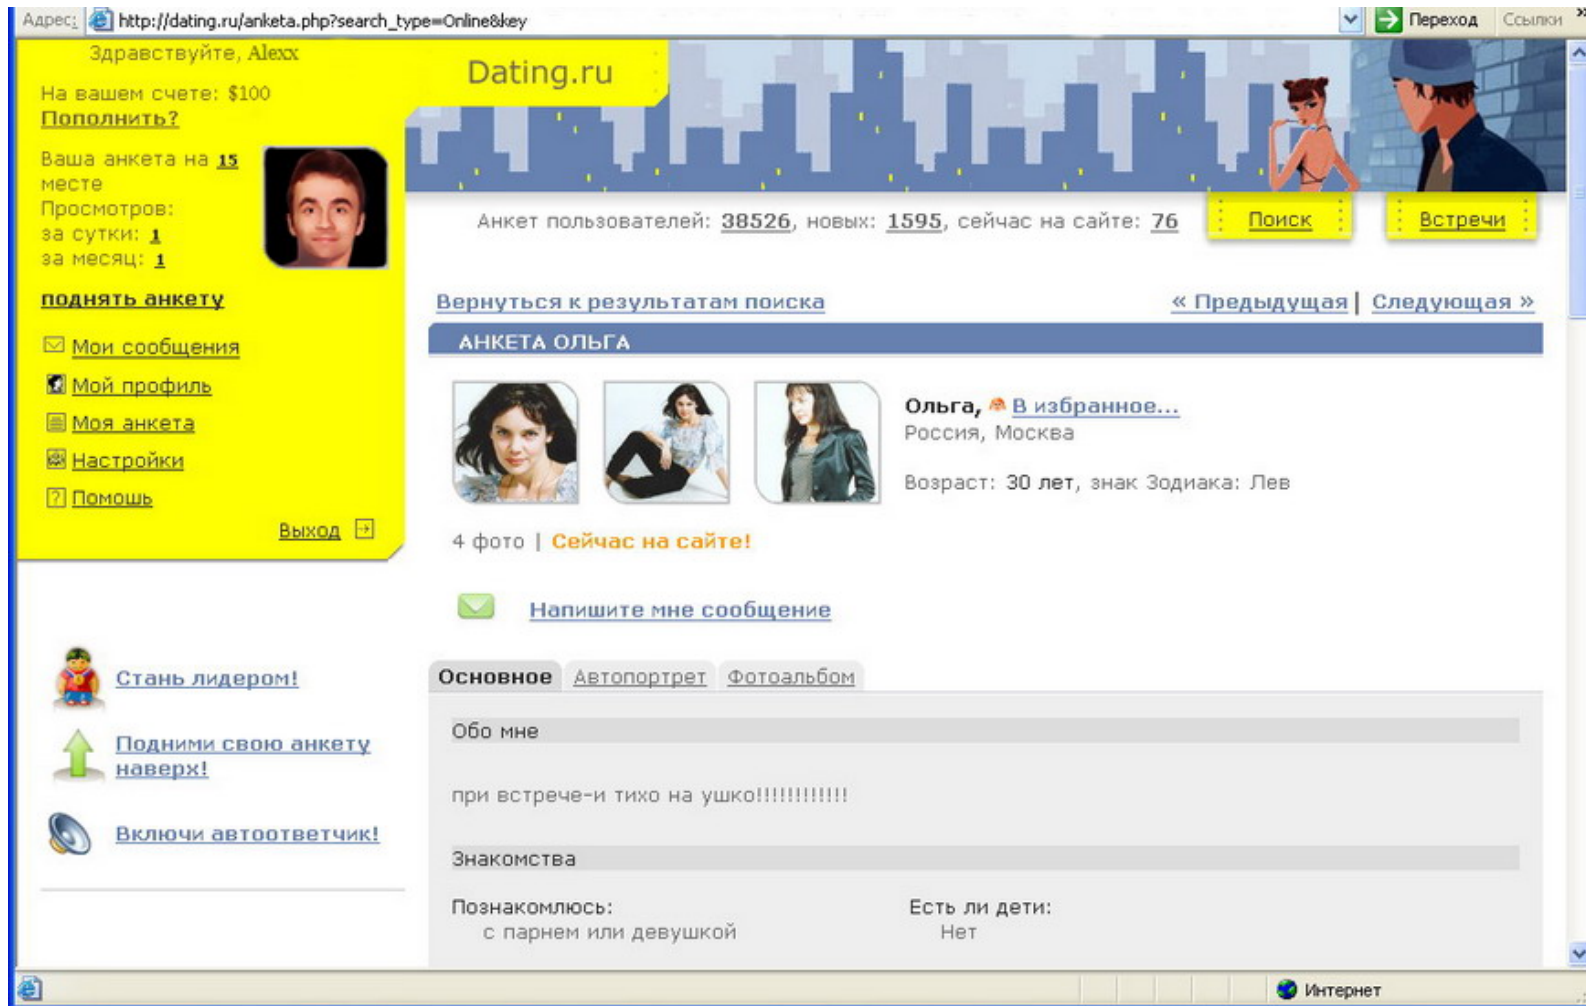 Адрес: http://dating.ru/anketa.php?search_type=Online&key Переход Ссылки »
Здравствуйте, Alexx
На вашем счете: $100
Пополнить?
Ваша анкета на 15
месте
Просмотров:
за сутки: 1
за месяц: 1
поднять анкету
Мои сообщения
Мой профиль
Моя анкета
Настройки
Помошь
Выход
Стань лидером!
Подними свою анкету
наверх!
Включи автоответчик!
Dating.ru
Анкет пользователей: 38526, новых: 1595, сейчас на сайте: 76
Поиск
Встречи
Вернуться к результатам поиска
« Предыдущая | Следующая »
АНКЕТА ОЛЬГА
Ольга, В избранное...
Россия, Москва
Возраст: 30 лет, знак Зодиака: Лев
4 фото | Сейчас на сайте!
Напишите мне сообщение
Основное Автопортрет Фотоальбом
Обо мне
при встрече-и тихо на ушко!!!!!!!!!!!!
Знакомства
Познакомлюсь:
с парнем или девушкой
Есть ли дети:
Нет
Интернет